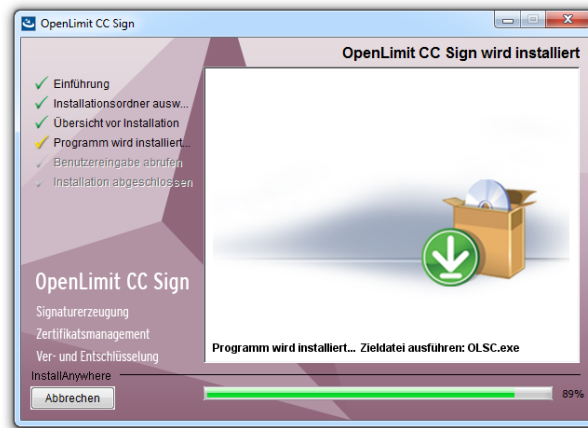 OpenLimit CC Sign
OpenLimit CC Sign wird installiert
Einführung
Installationsordner ausw...
Übersicht vor Installation
Programm wird installiert...
Benutzereingabe abrufen
Installation abgeschlossen
OpenLimit CC Sign
Signaturerzeugung
Zertifikatsmanagement
Ver- und Entschlüsselung
Programm wird installiert... Zieldatei ausführen: OLSC.exe
InstallAnywhere
Abbrechen
89%